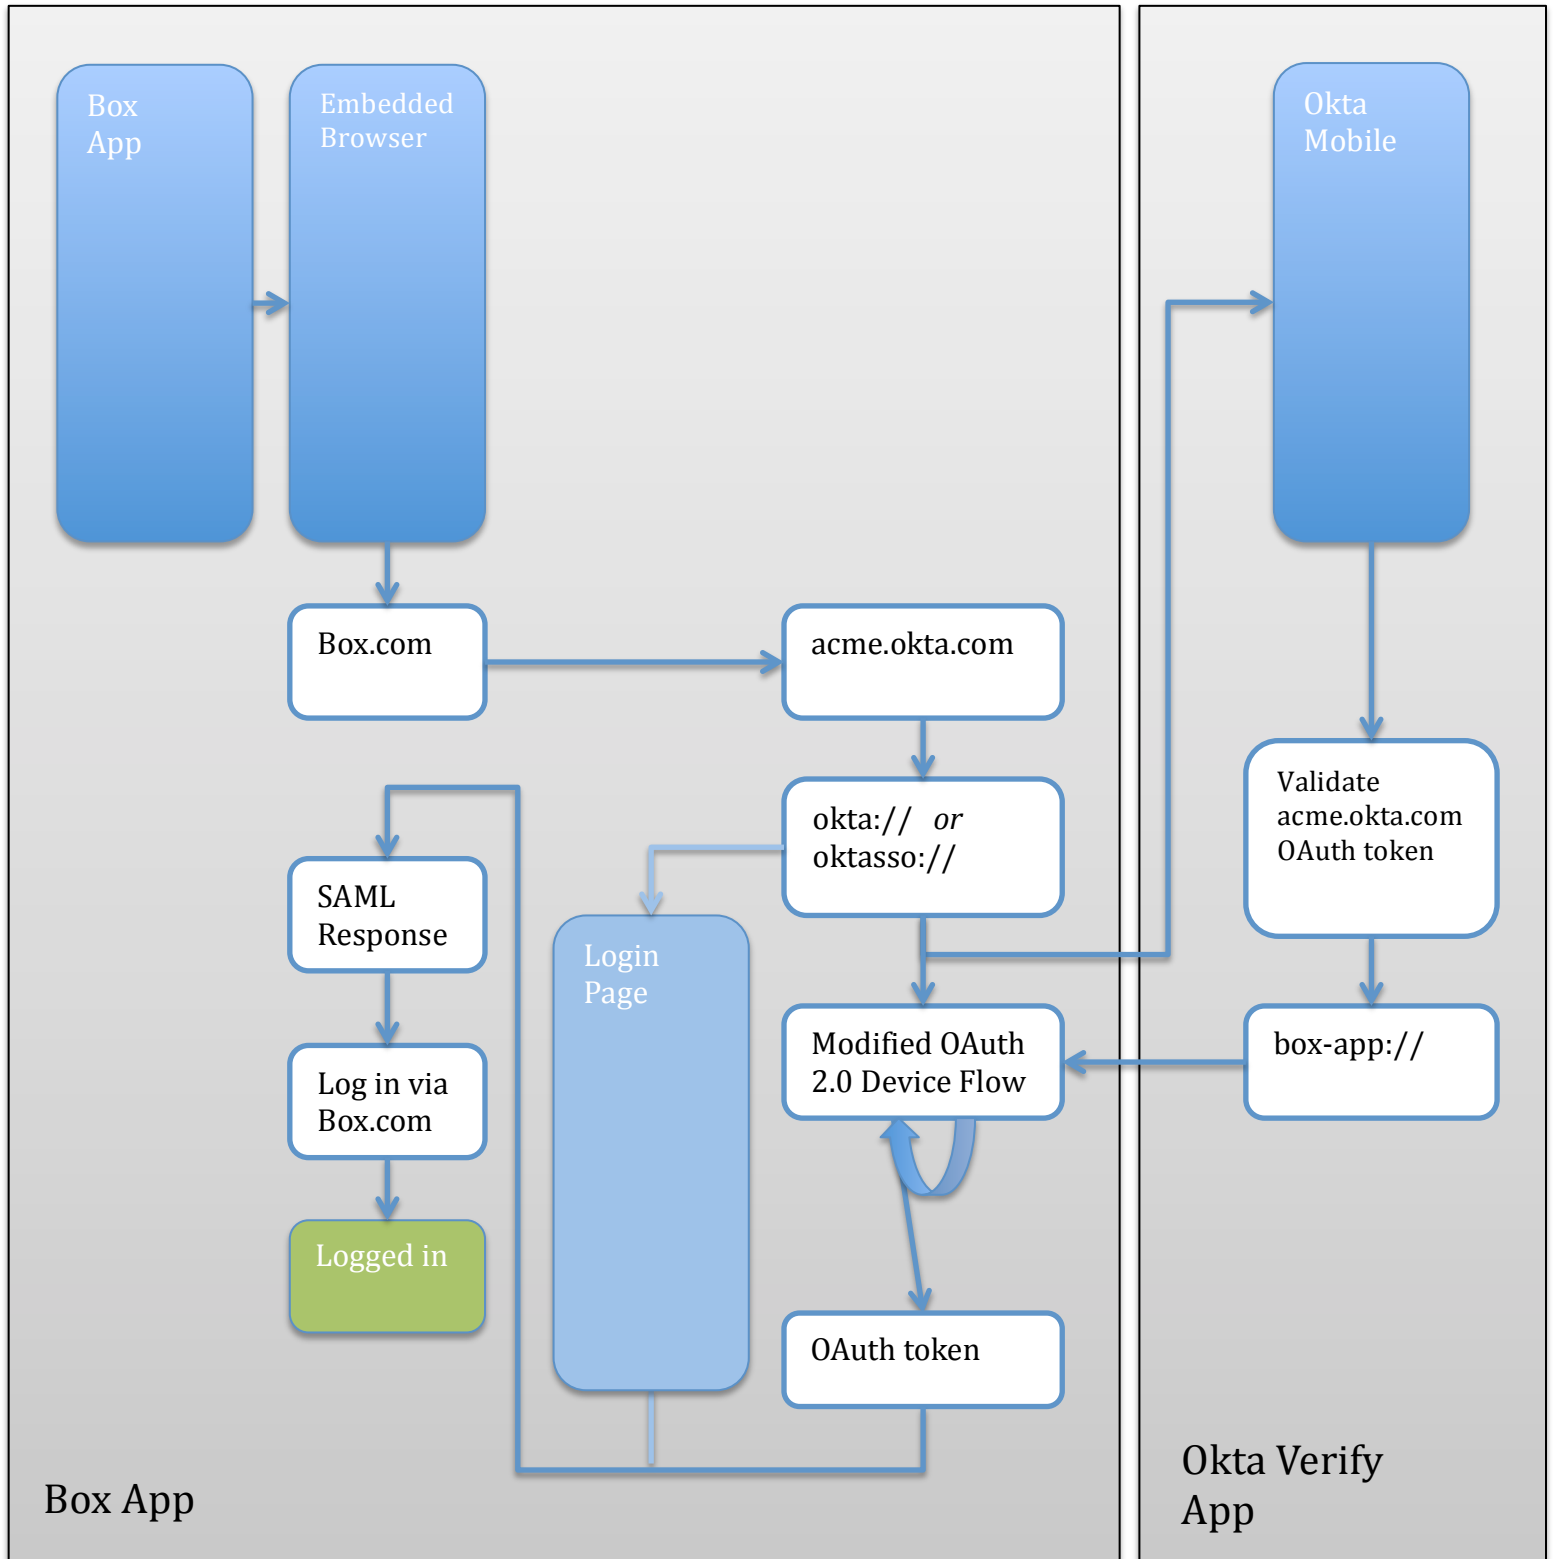 Box
App
Embedded
Browser
Okta
Mobile
Box.com
acme.okta.com
okta:// or
oktasso://
Validate
acme.okta.com
OAuth token
SAML
Response
Login
Page
Modified OAuth
2.0 Device Flow
box-app://
Log in via
Box.com
Logged in
OAuth token
Box App
Okta Verify
App